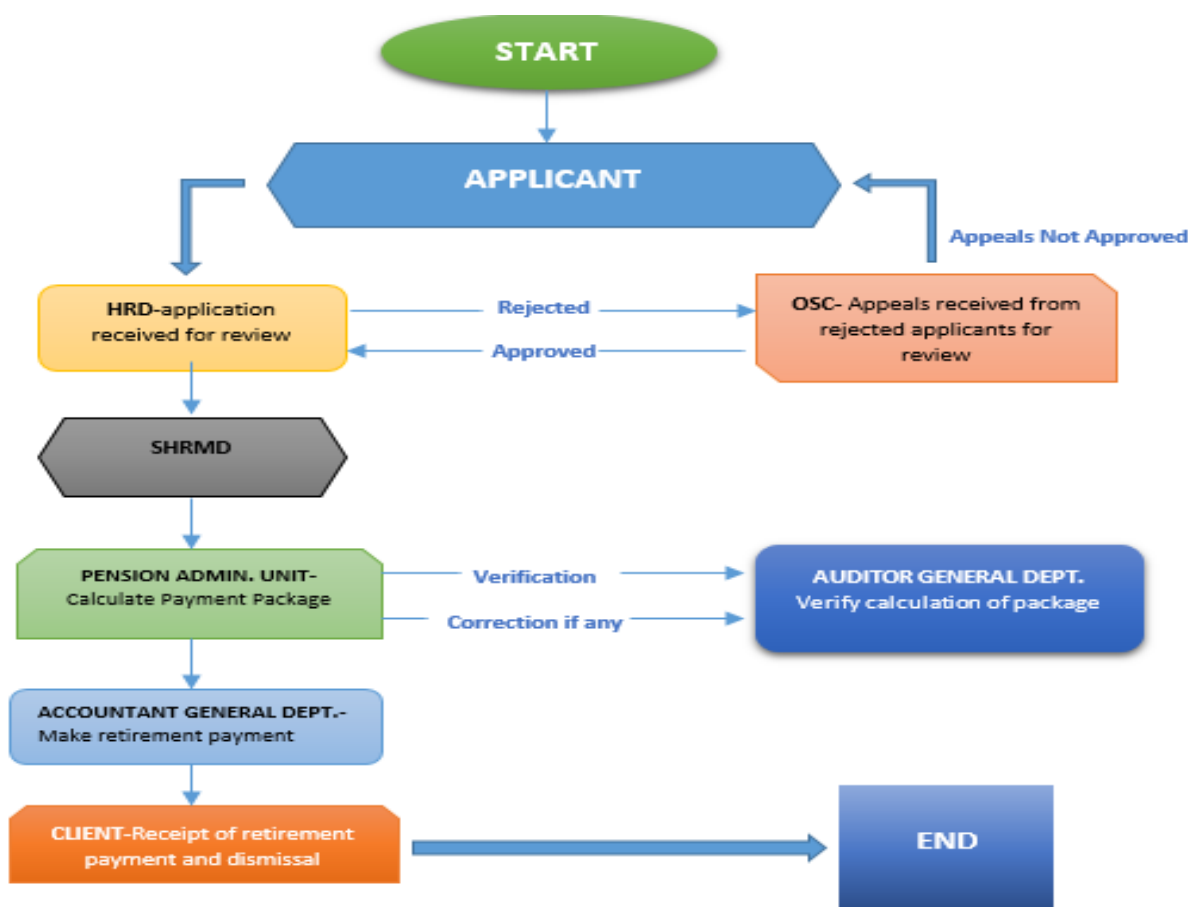 START
APPLICANT
Appeals Not Approved
HRD-application
received for review
Rejected
Approved
OSC- Appeals received from
rejected applicants for
review
SHRMD
PENSION ADMIN. UNIT-
Calculate Payment Package
Verification
Correction if any
AUDITOR GENERAL DEPT.
Verify calculation of package
ACCOUNTANT GENERAL DEPT.-
Make retirement payment
CLIENT-Receipt of retirement
payment and dismissal
END